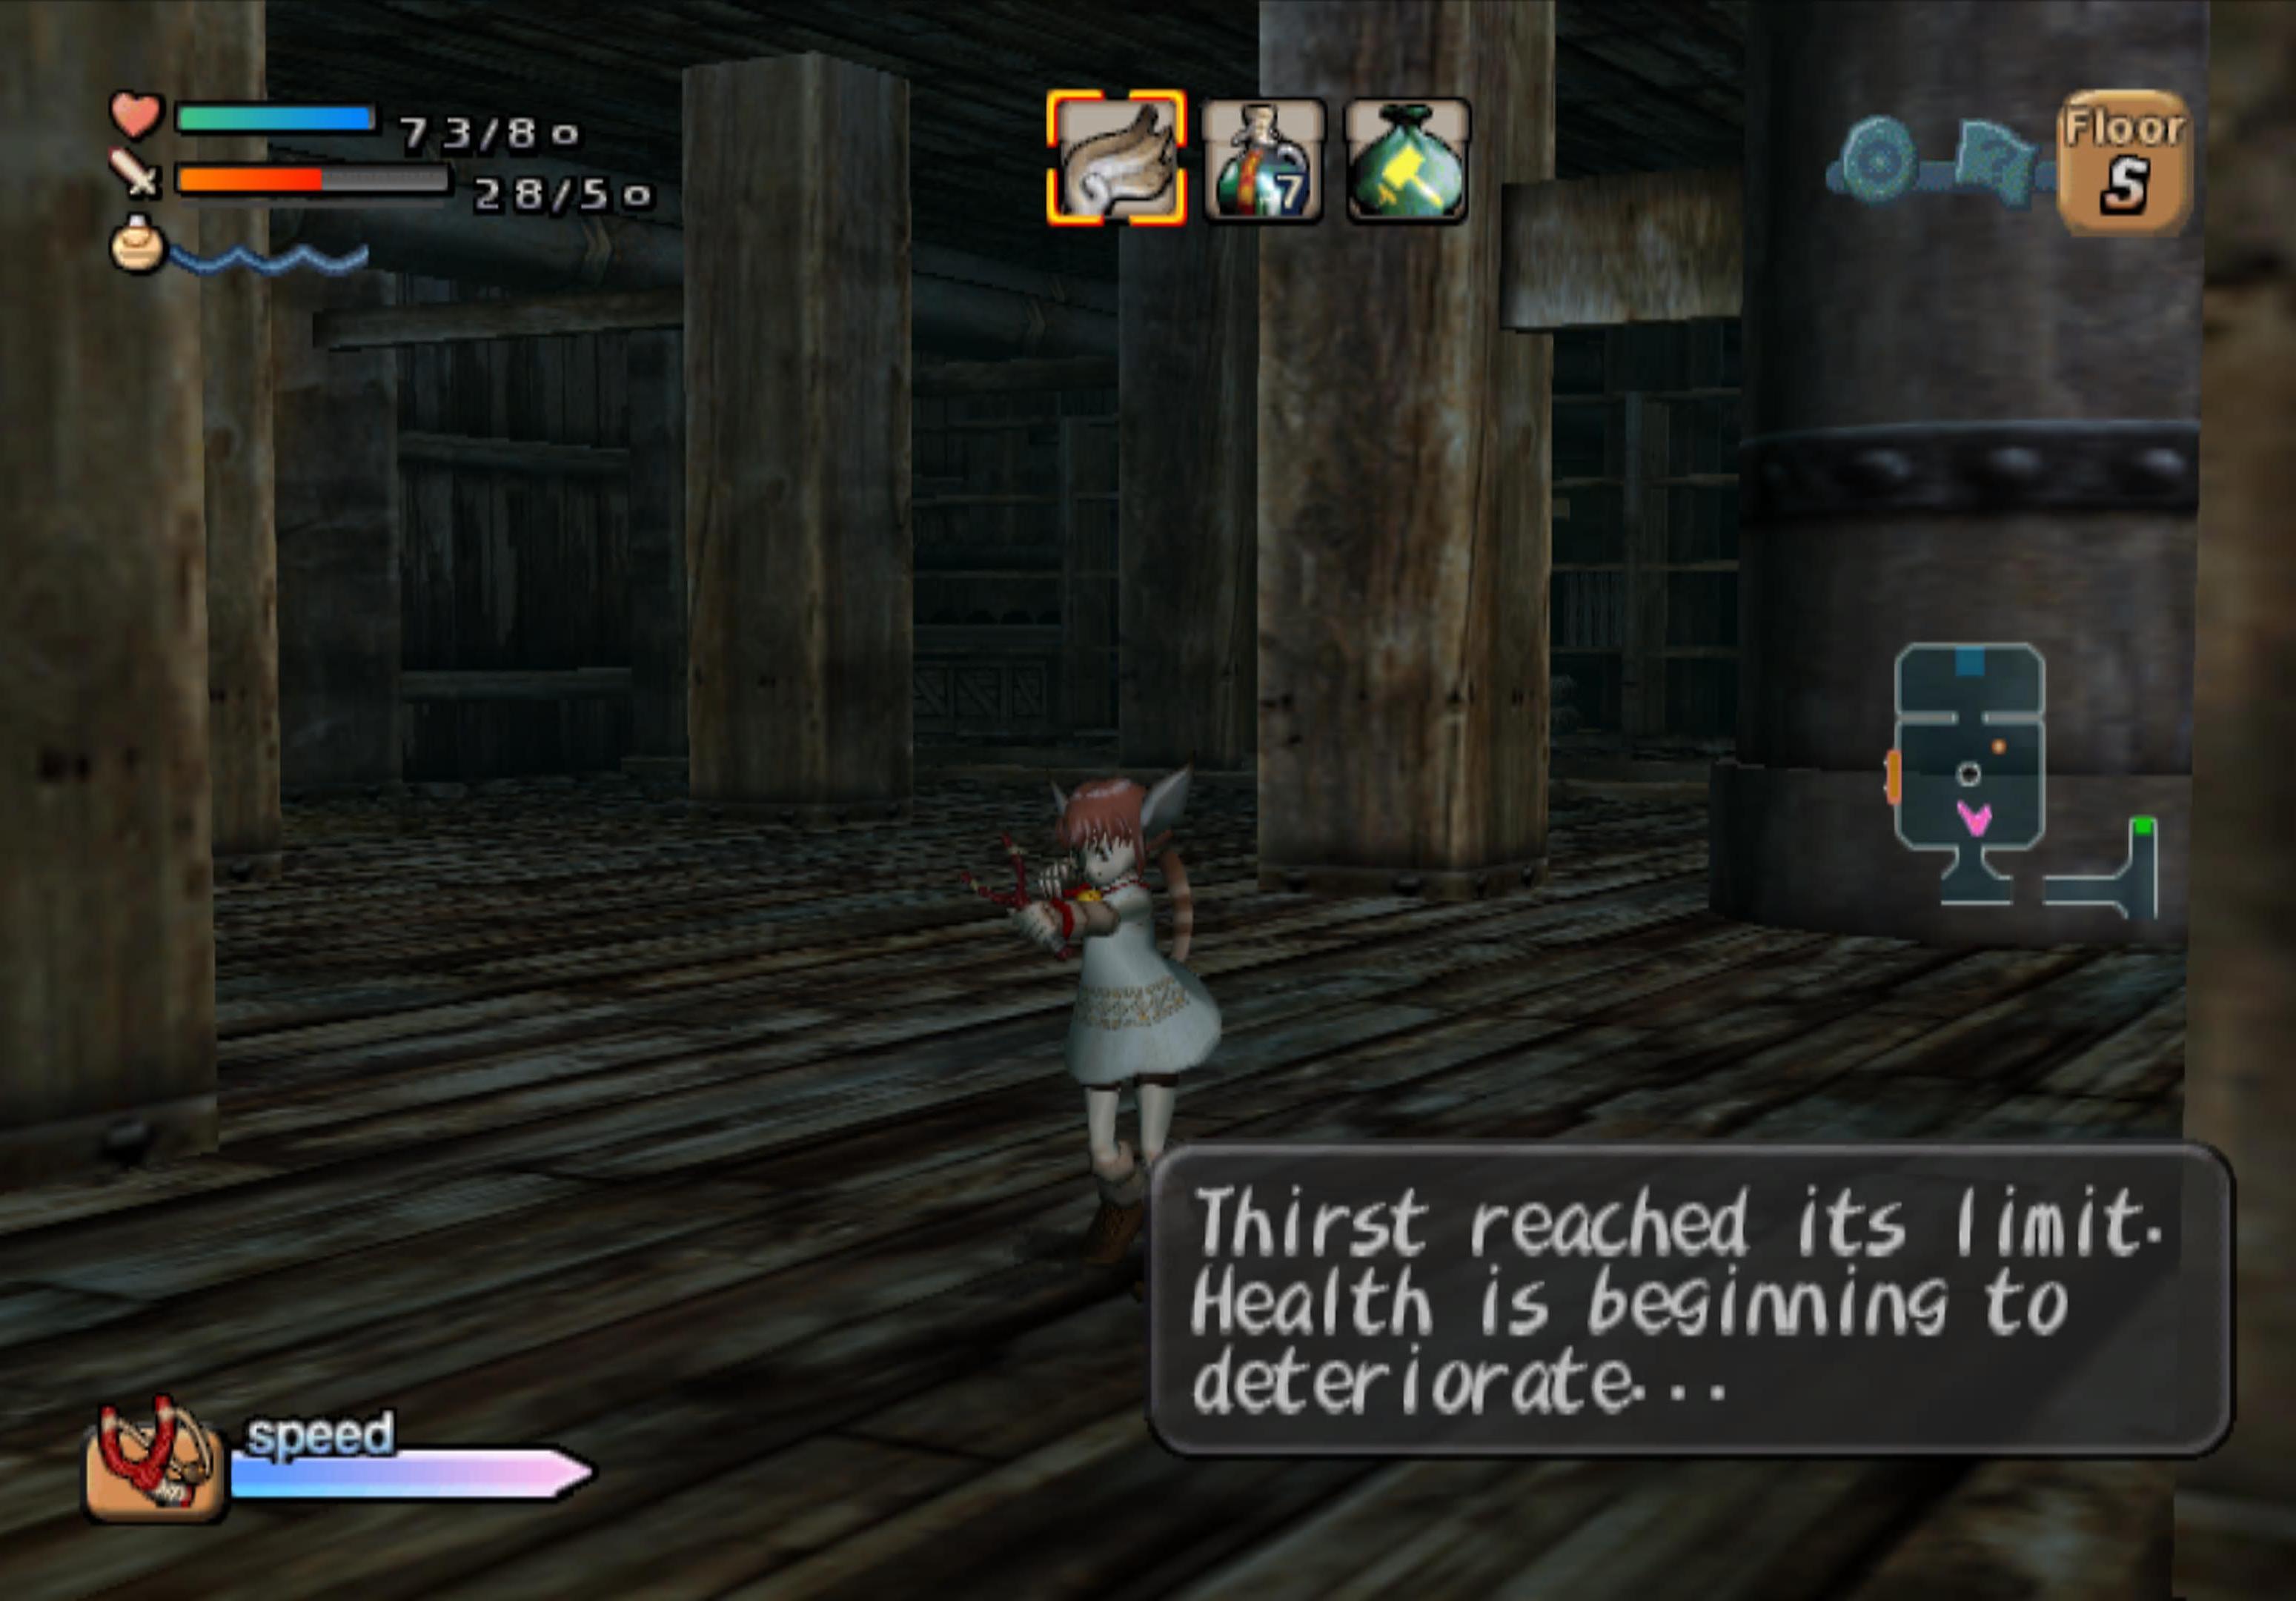 73/80
28/50
7
Floor
5
?
Thirst reached its limit.
Health is beginning to
deteriorate...
speed